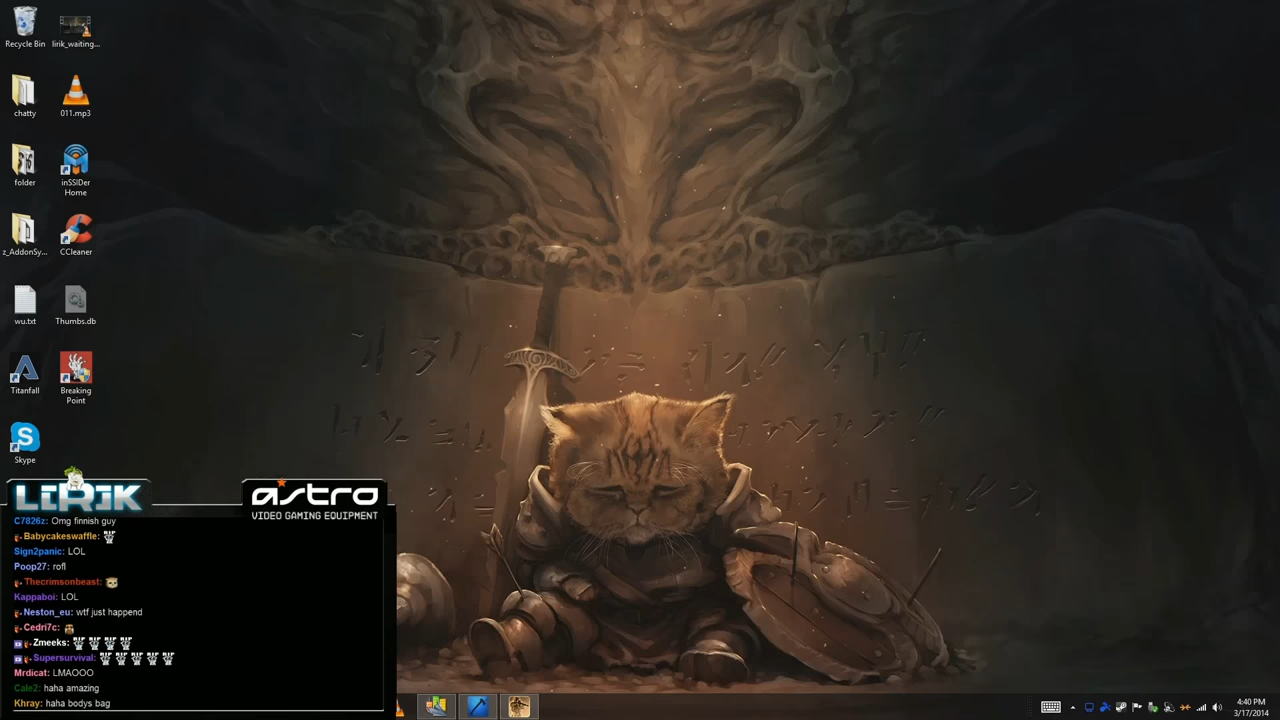 Recycle Bin
lirik_waiting...
chatty
011.mp3
folder
inSSIDer
Home
z_AddonSy...
CCleaner
wu.txt
Thumbs.db
Titanfall
Breaking
Point
Skype
LIRIK
astro
VIDEO GAMING EQUIPMENT
C7826z: Omg finnish guy
Babycakeswaffle:
Sign2panic: LOL
Poop27: rofl
Thecrimsonbeast:
Kappaboi: LOL
Neston_eu: wtf just happend
Cedri7c:
Zmeeks:
Supersurvival:
Mrdicat: LMAOOO
Cale2: haha amazing
Khray: haha bodys bag
4:40 PM
3/17/2014